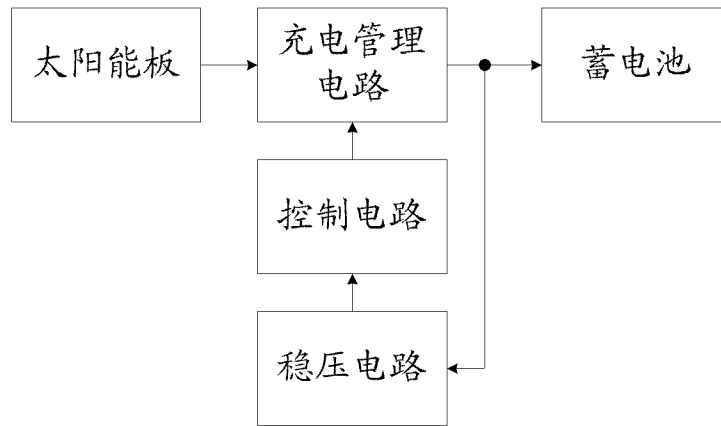 太阳能板
充电管理
电路
蓄电池
控制电路
稳压电路